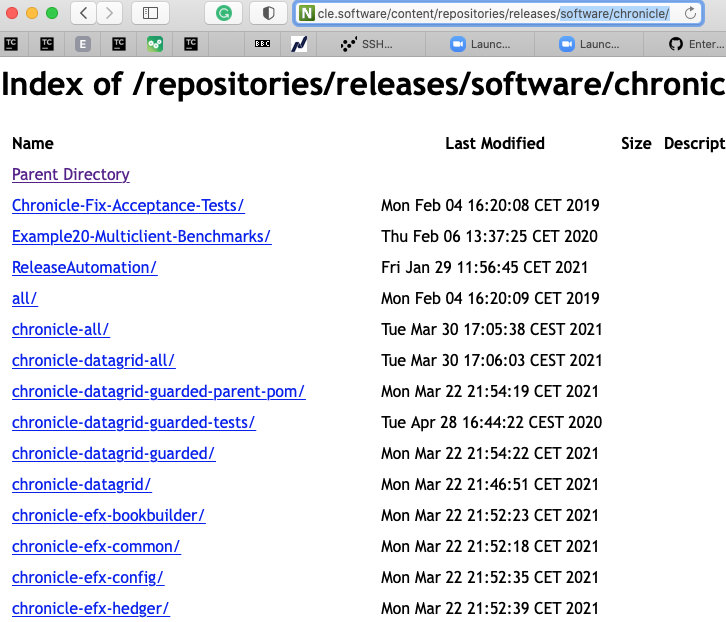 cle.software/content/repositories/releases/software/chronicle/
TC TC E TC TC BBC SSH... Launc... Launc... Enter...
Index of /repositories/releases/software/chronic
Name Last Modified Size Descript
Parent Directory
Chronicle-Fix-Acceptance-Tests/ Mon Feb 04 16:20:08 CET 2019
Example20-Multiclient-Benchmarks/ Thu Feb 06 13:37:25 CET 2020
ReleaseAutomation/ Fri Jan 29 11:56:45 CET 2021
all/ Mon Feb 04 16:20:09 CET 2019
chronicle-all/ Tue Mar 30 17:05:38 CEST 2021
chronicle-datagrid-all/ Tue Mar 30 17:06:03 CEST 2021
chronicle-datagrid-guarded-parent-pom/ Mon Mar 22 21:54:19 CET 2021
chronicle-datagrid-guarded-tests/ Tue Apr 28 16:44:22 CEST 2020
chronicle-datagrid-guarded/ Mon Mar 22 21:54:22 CET 2021
chronicle-datagrid/ Mon Mar 22 21:46:51 CET 2021
chronicle-efx-bookbuilder/ Mon Mar 22 21:52:23 CET 2021
chronicle-efx-common/ Mon Mar 22 21:52:18 CET 2021
chronicle-efx-config/ Mon Mar 22 21:52:35 CET 2021
chronicle-efx-hedger/ Mon Mar 22 21:52:39 CET 2021